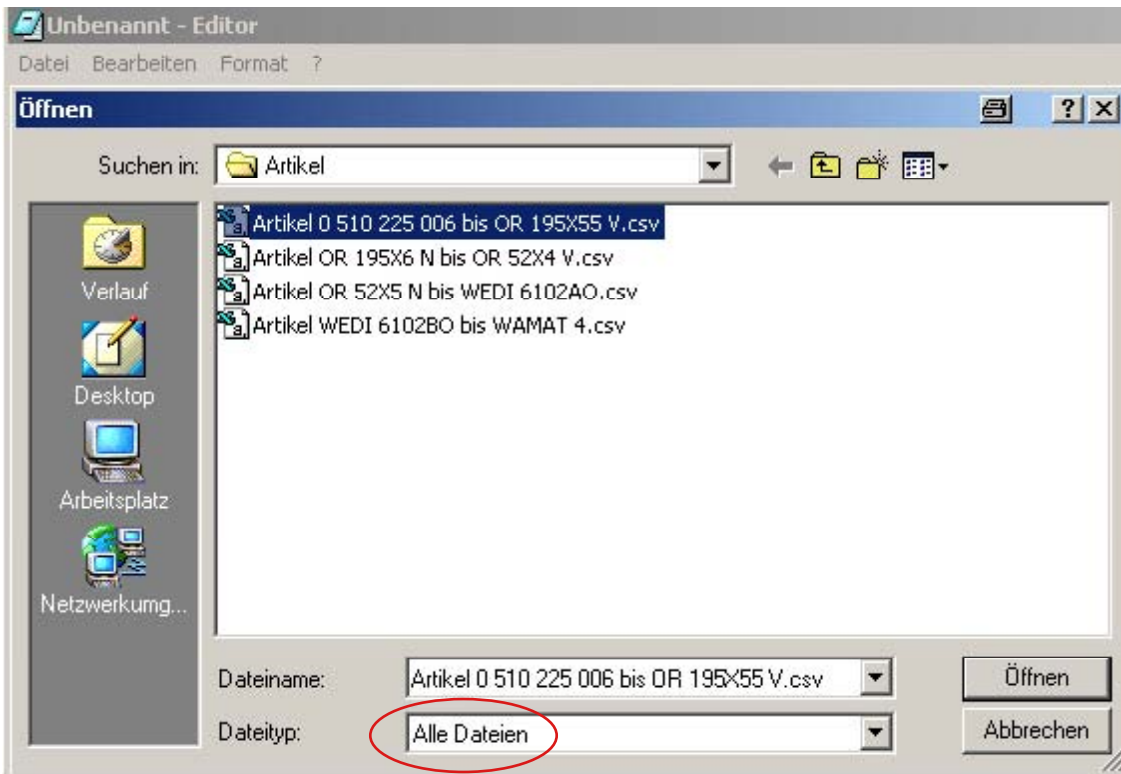 Unbenannt - Editor
Datei Bearbeiten Format ?
Öffnen
Suchen in: Artikel
Artikel 0 510 225 006 bis OR 195X55 V.csv
Artikel OR 195X6 N bis OR 52X4 V.csv
Artikel OR 52X5 N bis WEDI 6102AO.csv
Artikel WEDI 6102BO bis WAMAT 4.csv
Verlauf
Desktop
Arbeitsplatz
Netzwerkumg...
Dateiname: Artikel 0 510 225 006 bis OR 195X55 V.csv Öffnen
Dateityp: Alle Dateien Abbrechen